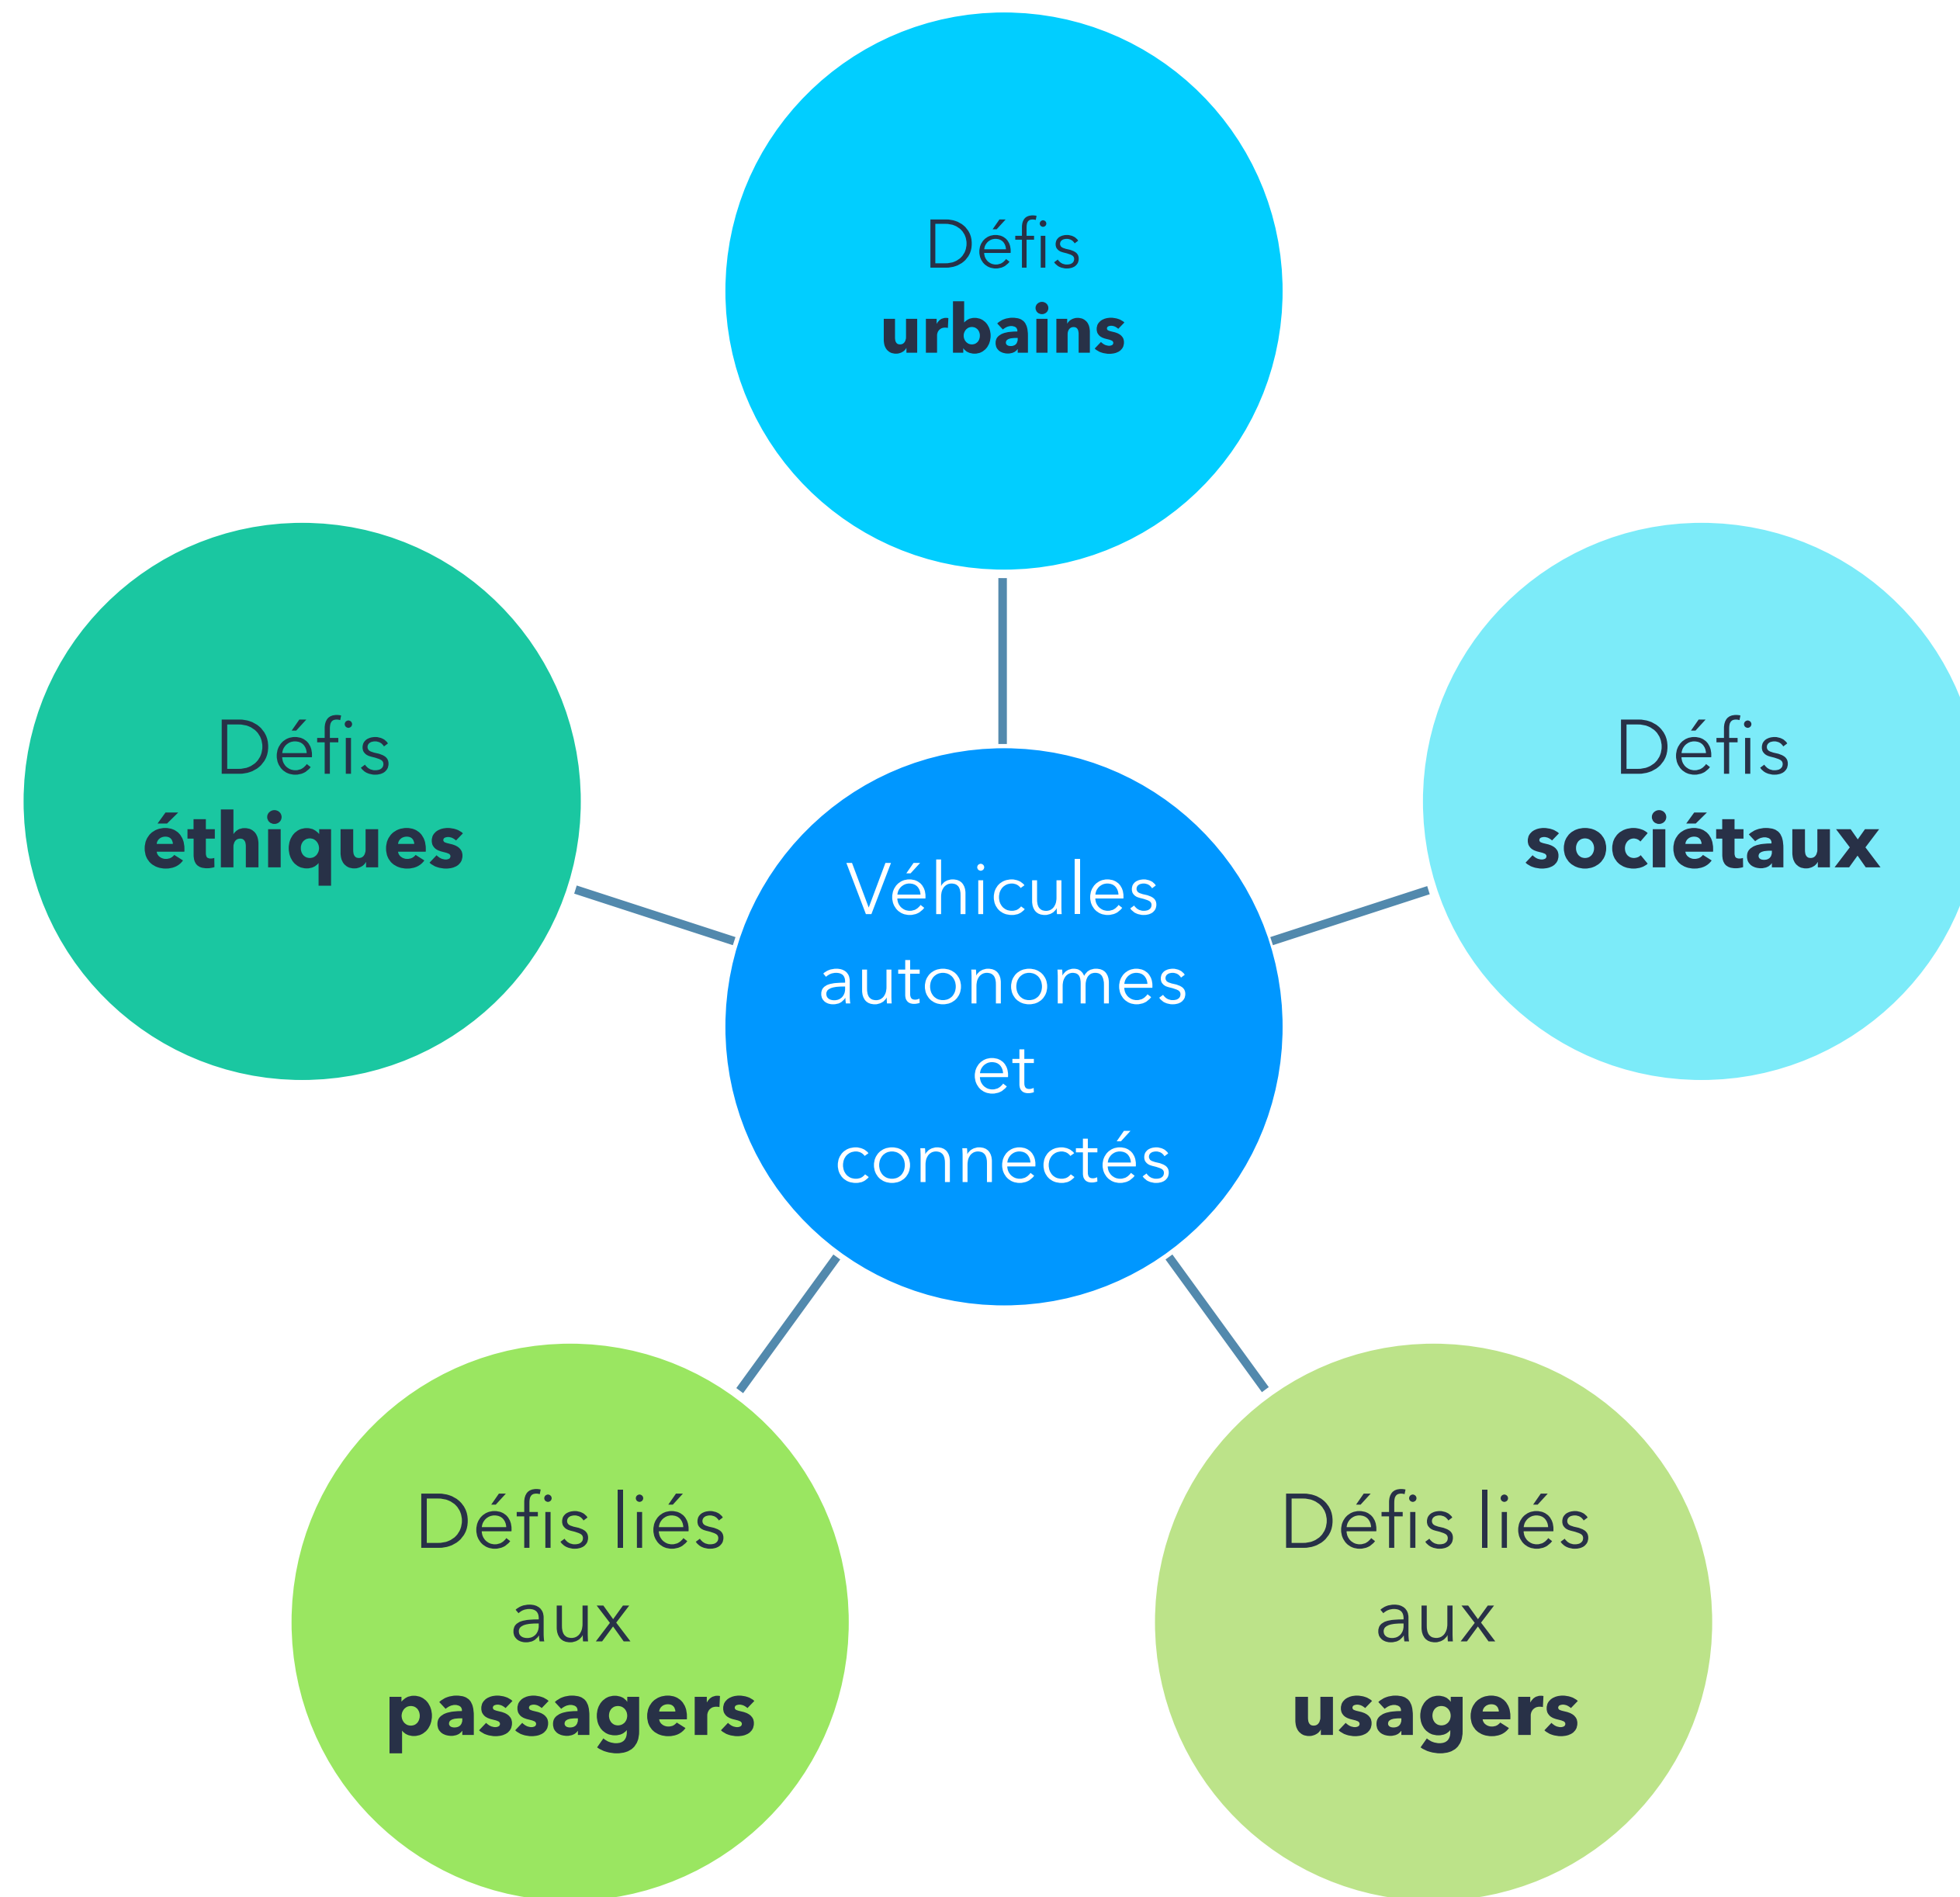 Défis
urbains
Défis
éthiques
Défis
sociétaux
Véhicules
autonomes
et
connectés
Défis liés
aux
passagers
Défis liés
aux
usagers